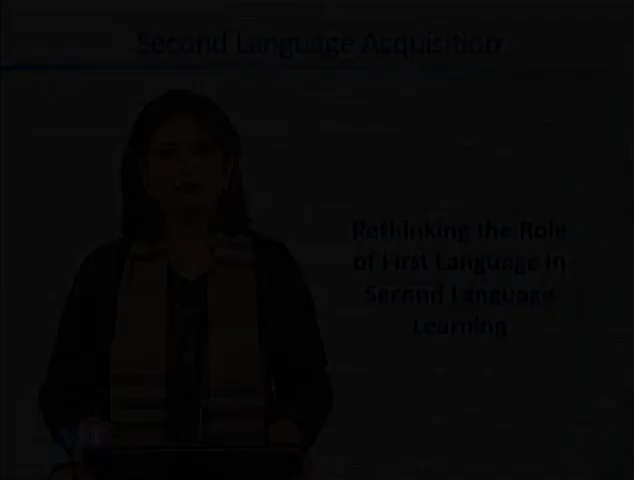 Second Language Acquisition
Rethinking the Role
of First Language in
Second Language
Learning